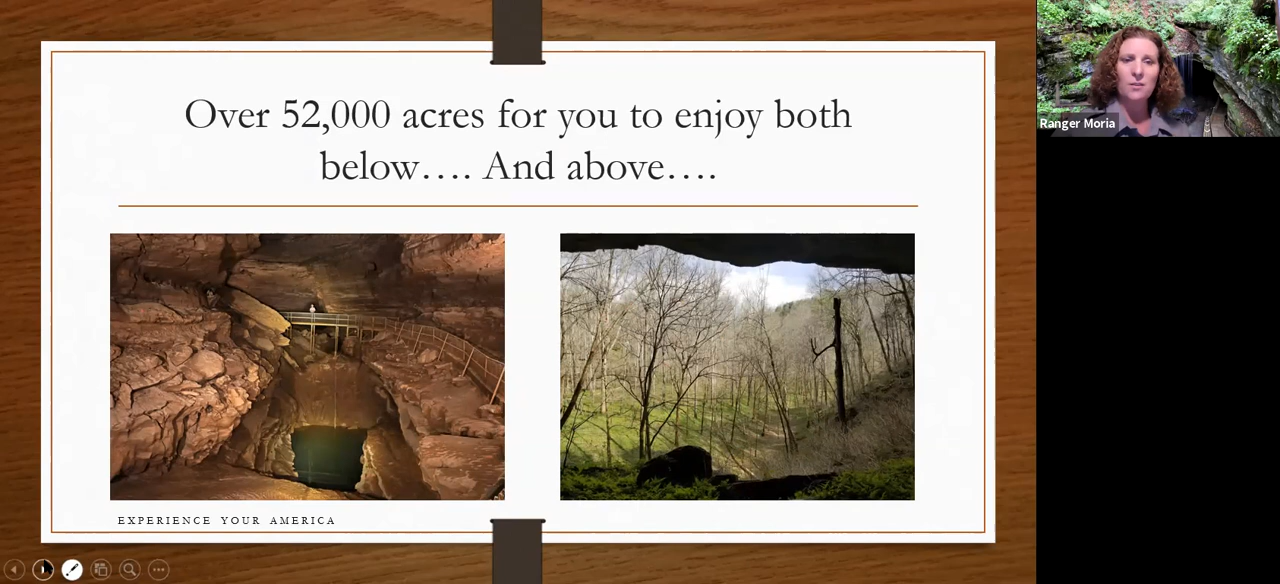 Over 52,000 acres for you to enjoy both
below…. And above….
EXPERIENCE YOUR AMERICA
Ranger Moria